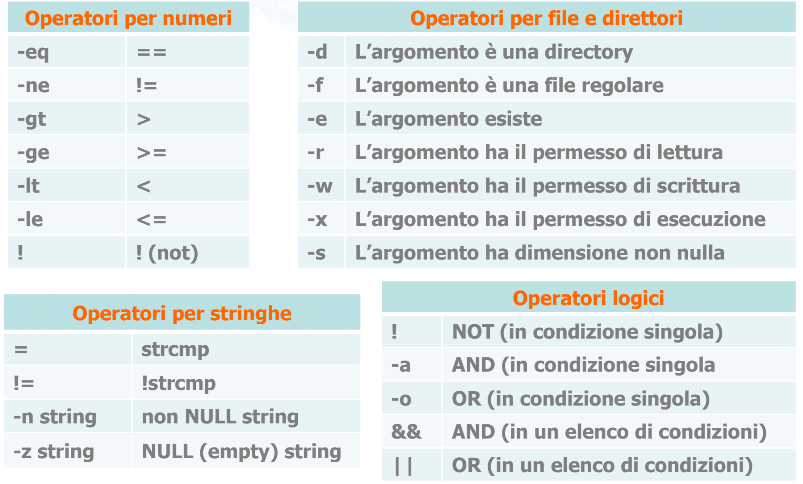 Operatori per numeri
-eq ==
-ne !=
-gt >
-ge >=
-lt <
-le <=
! ! (not)
Operatori per file e direttori
-d L’argomento è una directory
-f L’argomento è una file regolare
-e L’argomento esiste
-r L’argomento ha il permesso di lettura
-w L’argomento ha il permesso di scrittura
-x L’argomento ha il permesso di esecuzione
-s L’argomento ha dimensione non nulla
Operatori per stringhe
= strcmp
!= !strcmp
-n string non NULL string
-z string NULL (empty) string
Operatori logici
! NOT (in condizione singola)
-a AND (in condizione singola
-o OR (in condizione singola)
&& AND (in un elenco di condizioni)
|| OR (in un elenco di condizioni)